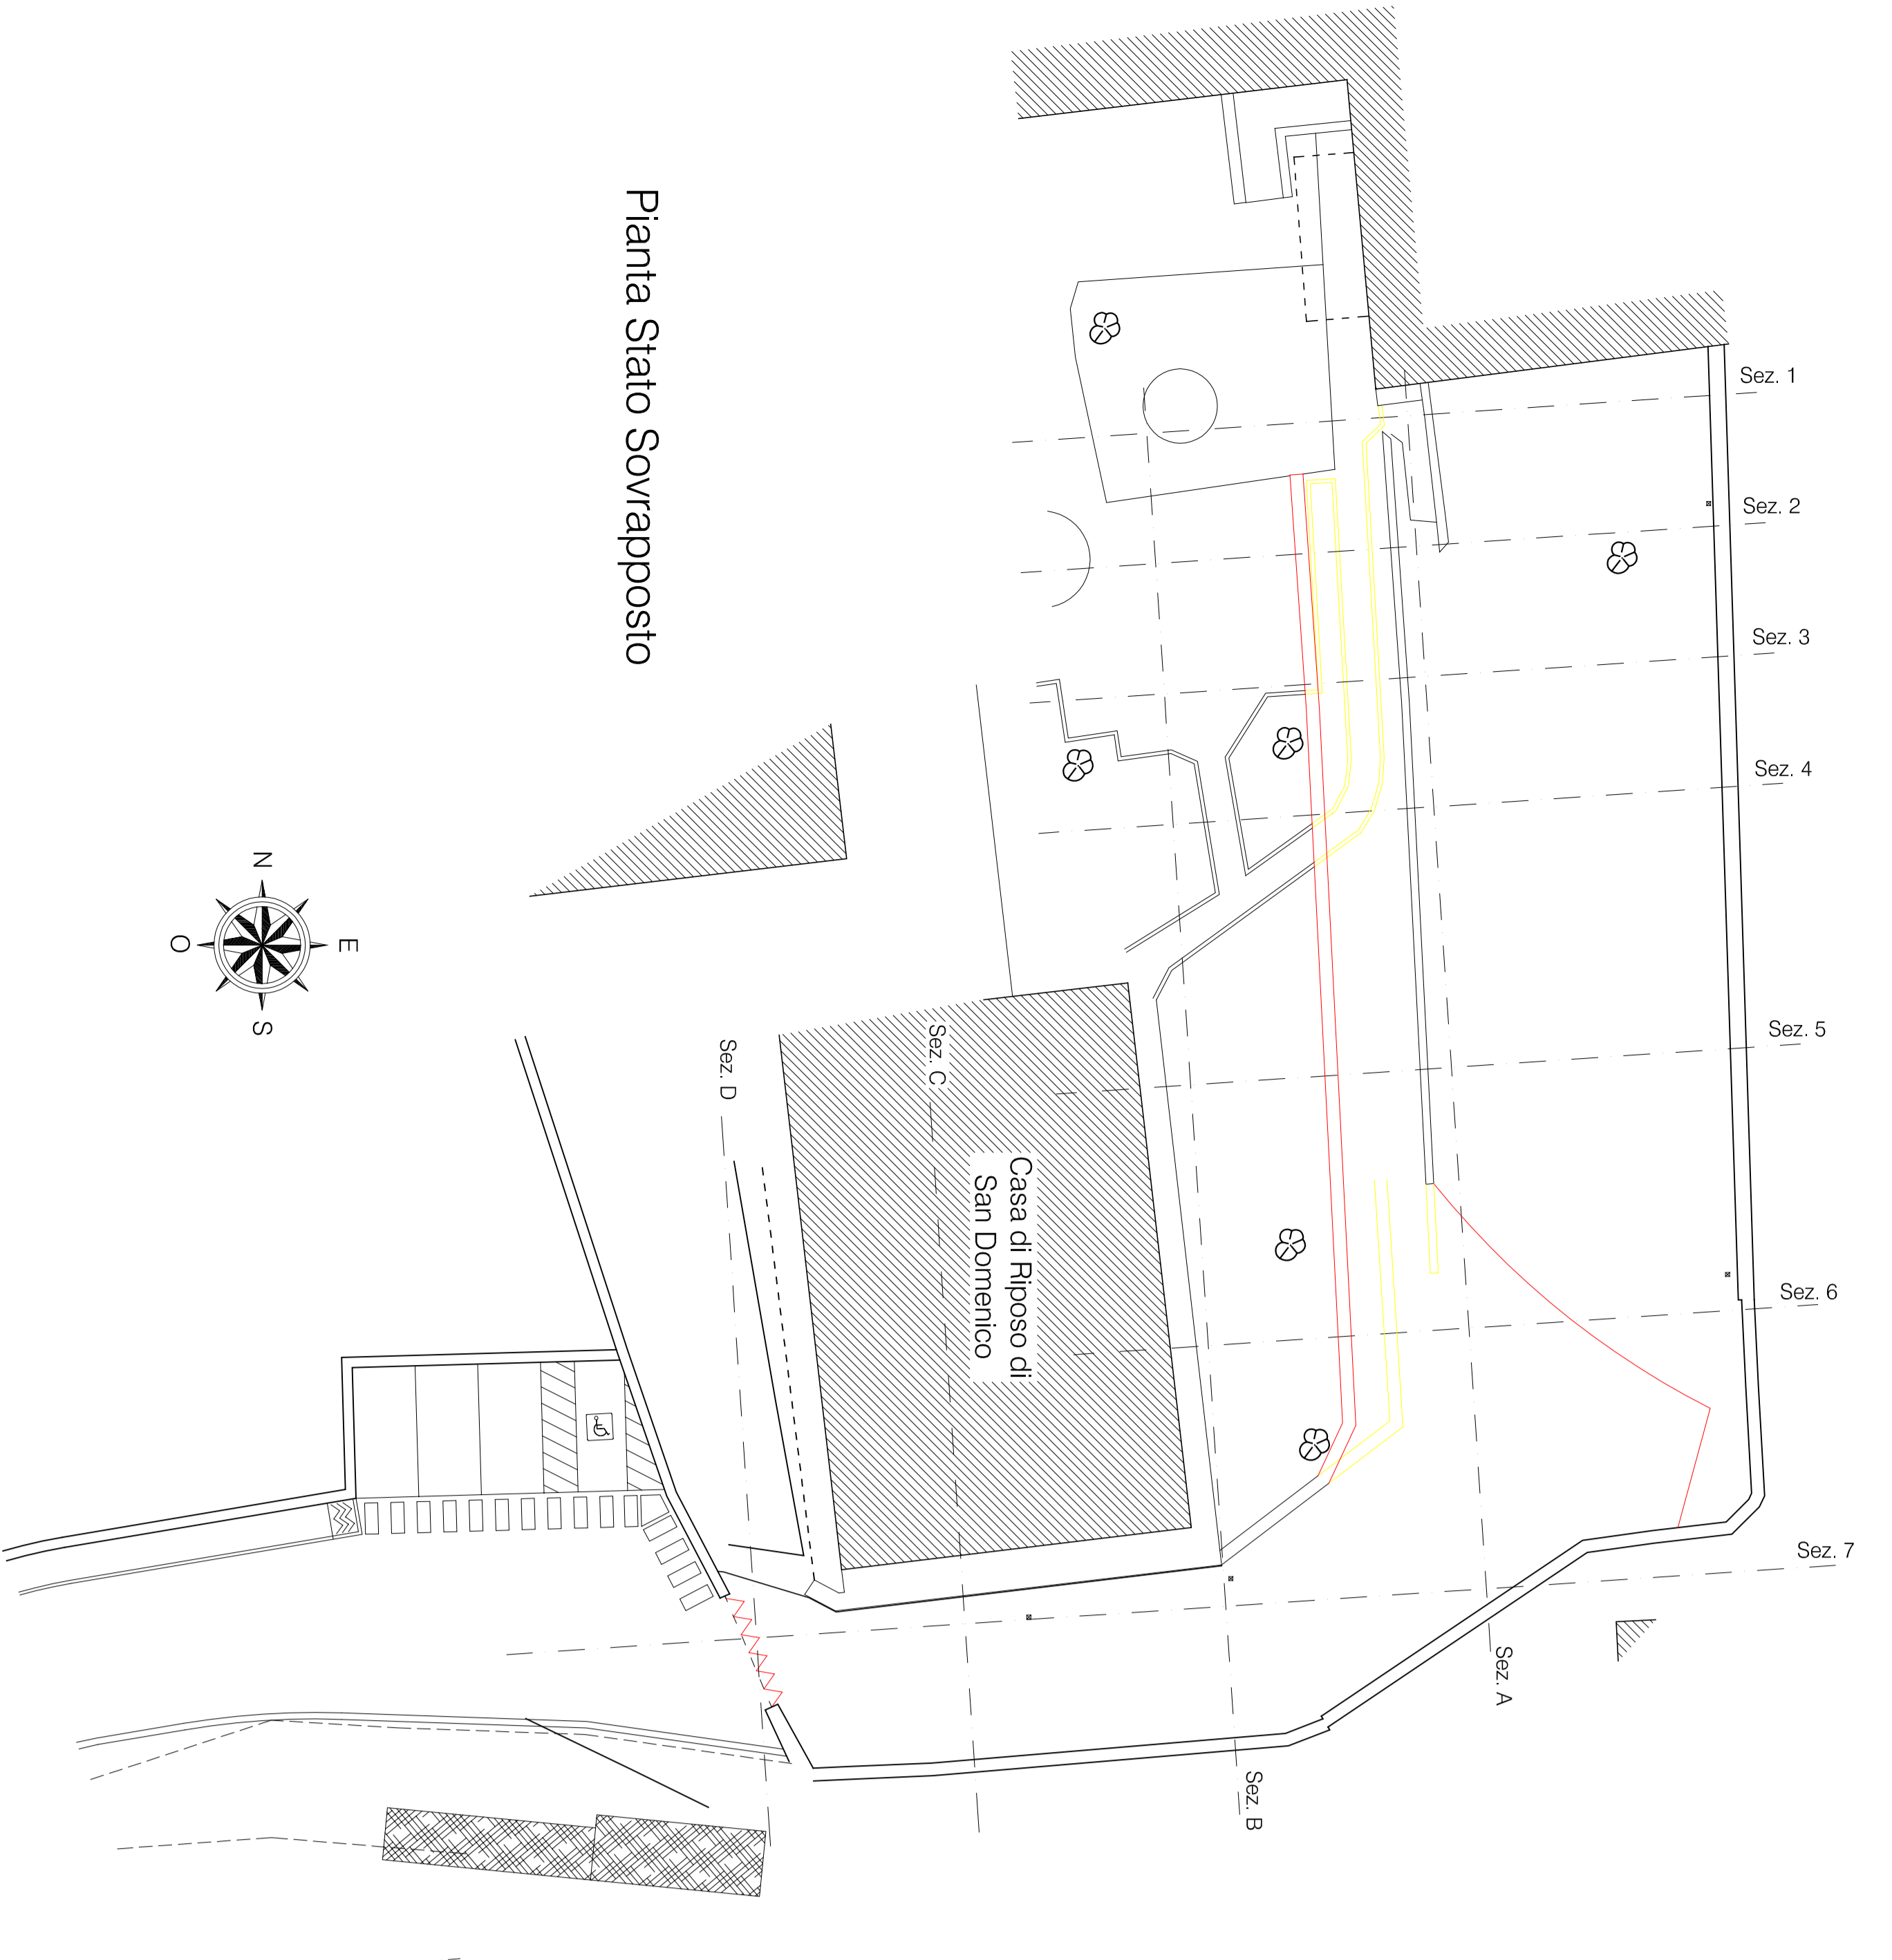 Pianta Stato Sovrapposto
Sez. 1
Sez. 2
Sez. 3
Sez. 4
Sez. 5
Sez. 6
Sez. 7
Sez. A
Sez. B
Sez. C
Sez. D
Casa di Riposo di
San Domenico
N
E
S
O